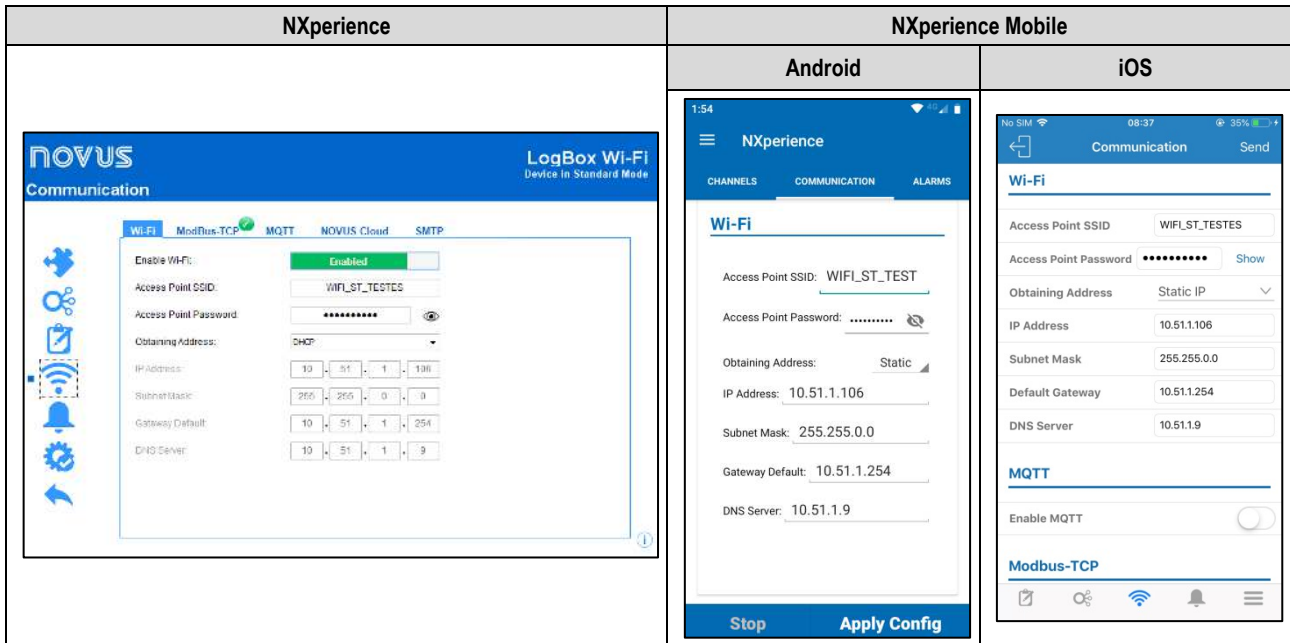 NXperience
NXperience Mobile
Android
iOS
NOVUS
LogBox Wi-Fi
Device in Standard Mode
Communication
Wi-Fi ModBus-TCP MQTT NOVUS Cloud SMTP
Enable Wi-Fi: Enabled
Access Point SSID: WIFI_ST_TESTES
Access Point Password: ••••••••••
Obtaining Address: DHCP
IP Address: 10 . 51 . 1 . 106
Subnet Mask: 255 . 255 . 0 . 0
Gateway Default: 10 . 51 . 1 . 254
DNS Server: 10 . 51 . 1 . 9
1:54 4G
NXperience
CHANNELS COMMUNICATION ALARMS
Wi-Fi
Access Point SSID: WIFI_ST_TEST
Access Point Password: ..........
Obtaining Address: Static
IP Address: 10.51.1.106
Subnet Mask: 255.255.0.0
Gateway Default: 10.51.1.254
DNS Server: 10.51.1.9
Stop Apply Config
No SIM 08:37 35%
Communication Send
Wi-Fi
Access Point SSID WIFI_ST_TESTES
Access Point Password •••••••••• Show
Obtaining Address Static IP
IP Address 10.51.1.106
Subnet Mask 255.255.0.0
Default Gateway 10.51.1.254
DNS Server 10.51.1.9
MQTT
Enable MQTT
Modbus-TCP